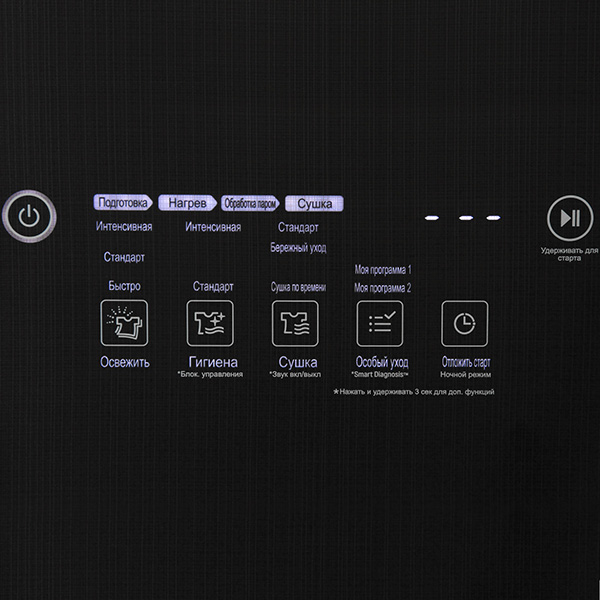 Подготовка Нагрев Обработка паром Сушка
Интенсивная Интенсивная Стандарт
Бережный уход
Стандарт
Моя программа 1
Быстро Стандарт Сушка по времени Моя программа 2
Освежить Гигиена Сушка Особый уход Отложить старт
*Блок. управления *Звук вкл/выкл *Smart Diagnosis™ Ночной режим
*Нажать и удерживать 3 сек для доп. функций
Удерживать для
старта